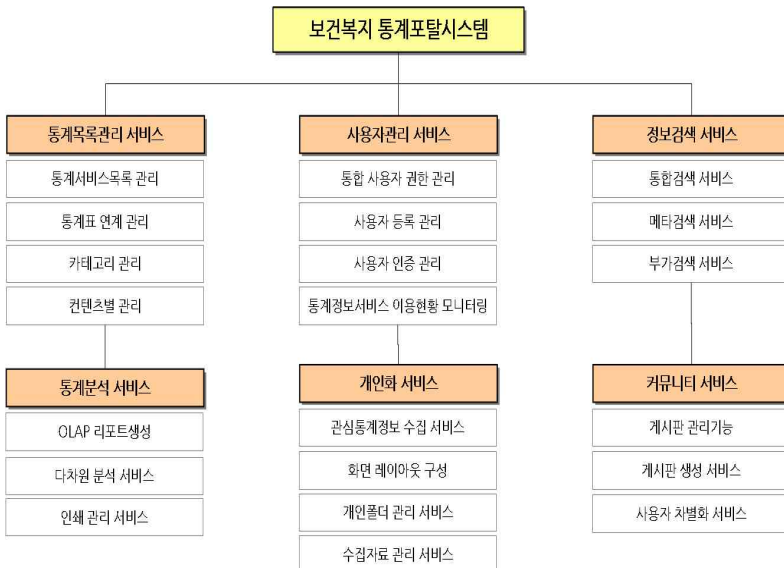 보건복지 통계포탈시스템
통계목록관리 서비스
통계서비스목록 관리
통계표 연계 관리
카테고리 관리
컨텐츠별 관리
사용자관리 서비스
통합 사용자 권한 관리
사용자 등록 관리
사용자 인증 관리
통계정보서비스 이용현황 모니터링
정보검색 서비스
통합검색 서비스
메타검색 서비스
부가검색 서비스
통계분석 서비스
OLAP 리포트생성
다차원 분석 서비스
인쇄 관리 서비스
개인화 서비스
관심통계정보 수집 서비스
화면 레이아웃 구성
개인폴더 관리 서비스
수집자료 관리 서비스
커뮤니티 서비스
게시판 관리기능
게시판 생성 서비스
사용자 차별화 서비스